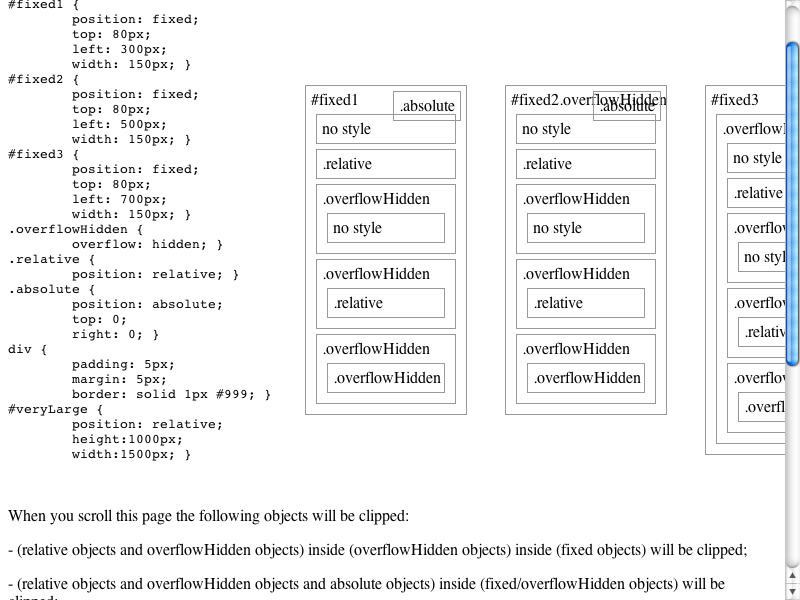 #fixed1 {
position: fixed;
top: 80px;
left: 300px;
width: 150px; }
#fixed2 {
position: fixed;
top: 80px;
left: 500px;
width: 150px; }
#fixed3 {
position: fixed;
top: 80px;
left: 700px;
width: 150px; }
.overflowHidden {
overflow: hidden; }
.relative {
position: relative; }
.absolute {
position: absolute;
top: 0;
right: 0; }
div {
padding: 5px;
margin: 5px;
border: solid 1px #999; }
#veryLarge {
position: relative;
height:1000px;
width:1500px; }
#fixed1
.absolute
no style
.relative
.overflowHidden
no style
.overflowHidden
.relative
.overflowHidden
.overflowHidden
#fixed2.overflowHidden
.absolute
no style
.relative
.overflowHidden
no style
.overflowHidden
.relative
.overflowHidden
.overflowHidden
#fixed3
.overflowH
no style
.relative
.overflow
no style
.overflow
.relativ
.overflow
.overfl
When you scroll this page the following objects will be clipped:
- (relative objects and overflowHidden objects) inside (overflowHidden objects) inside (fixed objects) will be clipped;
- (relative objects and overflowHidden objects and absolute objects) inside (fixed/overflowHidden objects) will be
clipped;